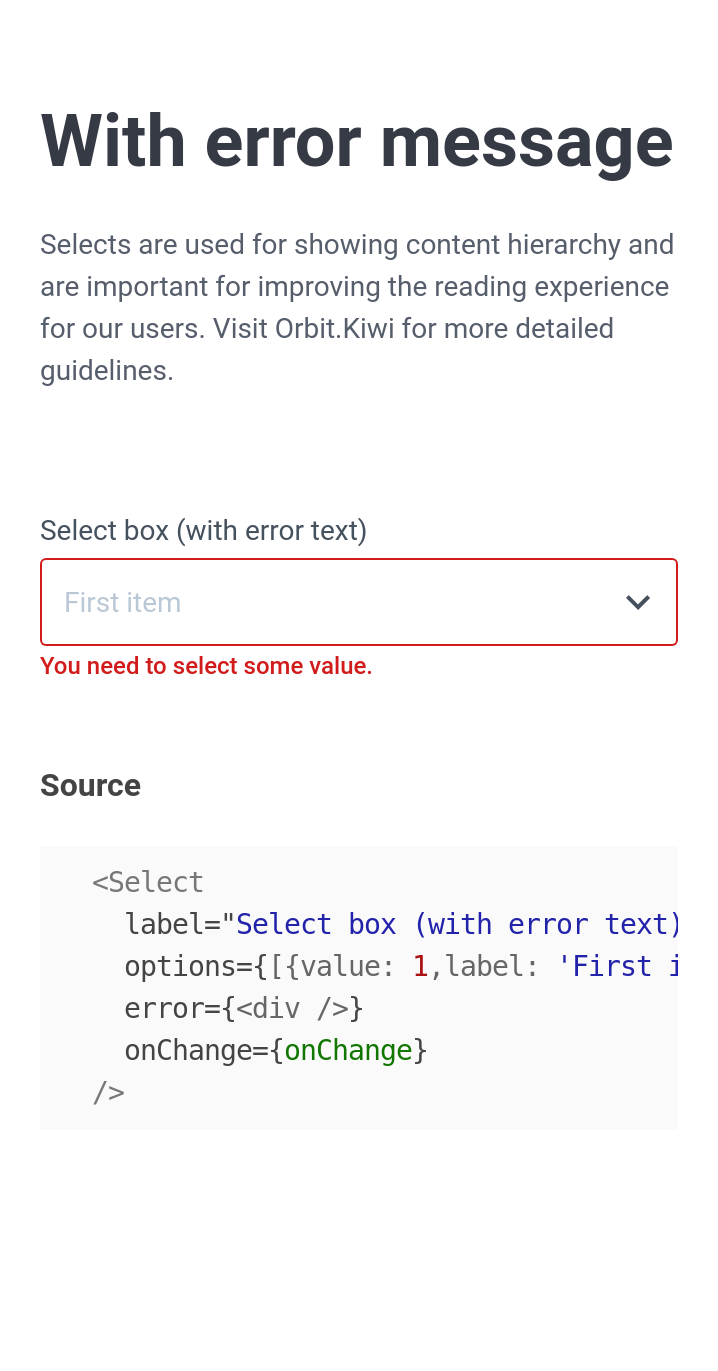 With error message
Selects are used for showing content hierarchy and
are important for improving the reading experience
for our users. Visit Orbit.Kiwi for more detailed
guidelines.
Select box (with error text)
First item
You need to select some value.
Source
<Select
label="Select box (with error text)
options={[{value: 1,label: 'First i
error={<div />}
onChange={onChange}
/>